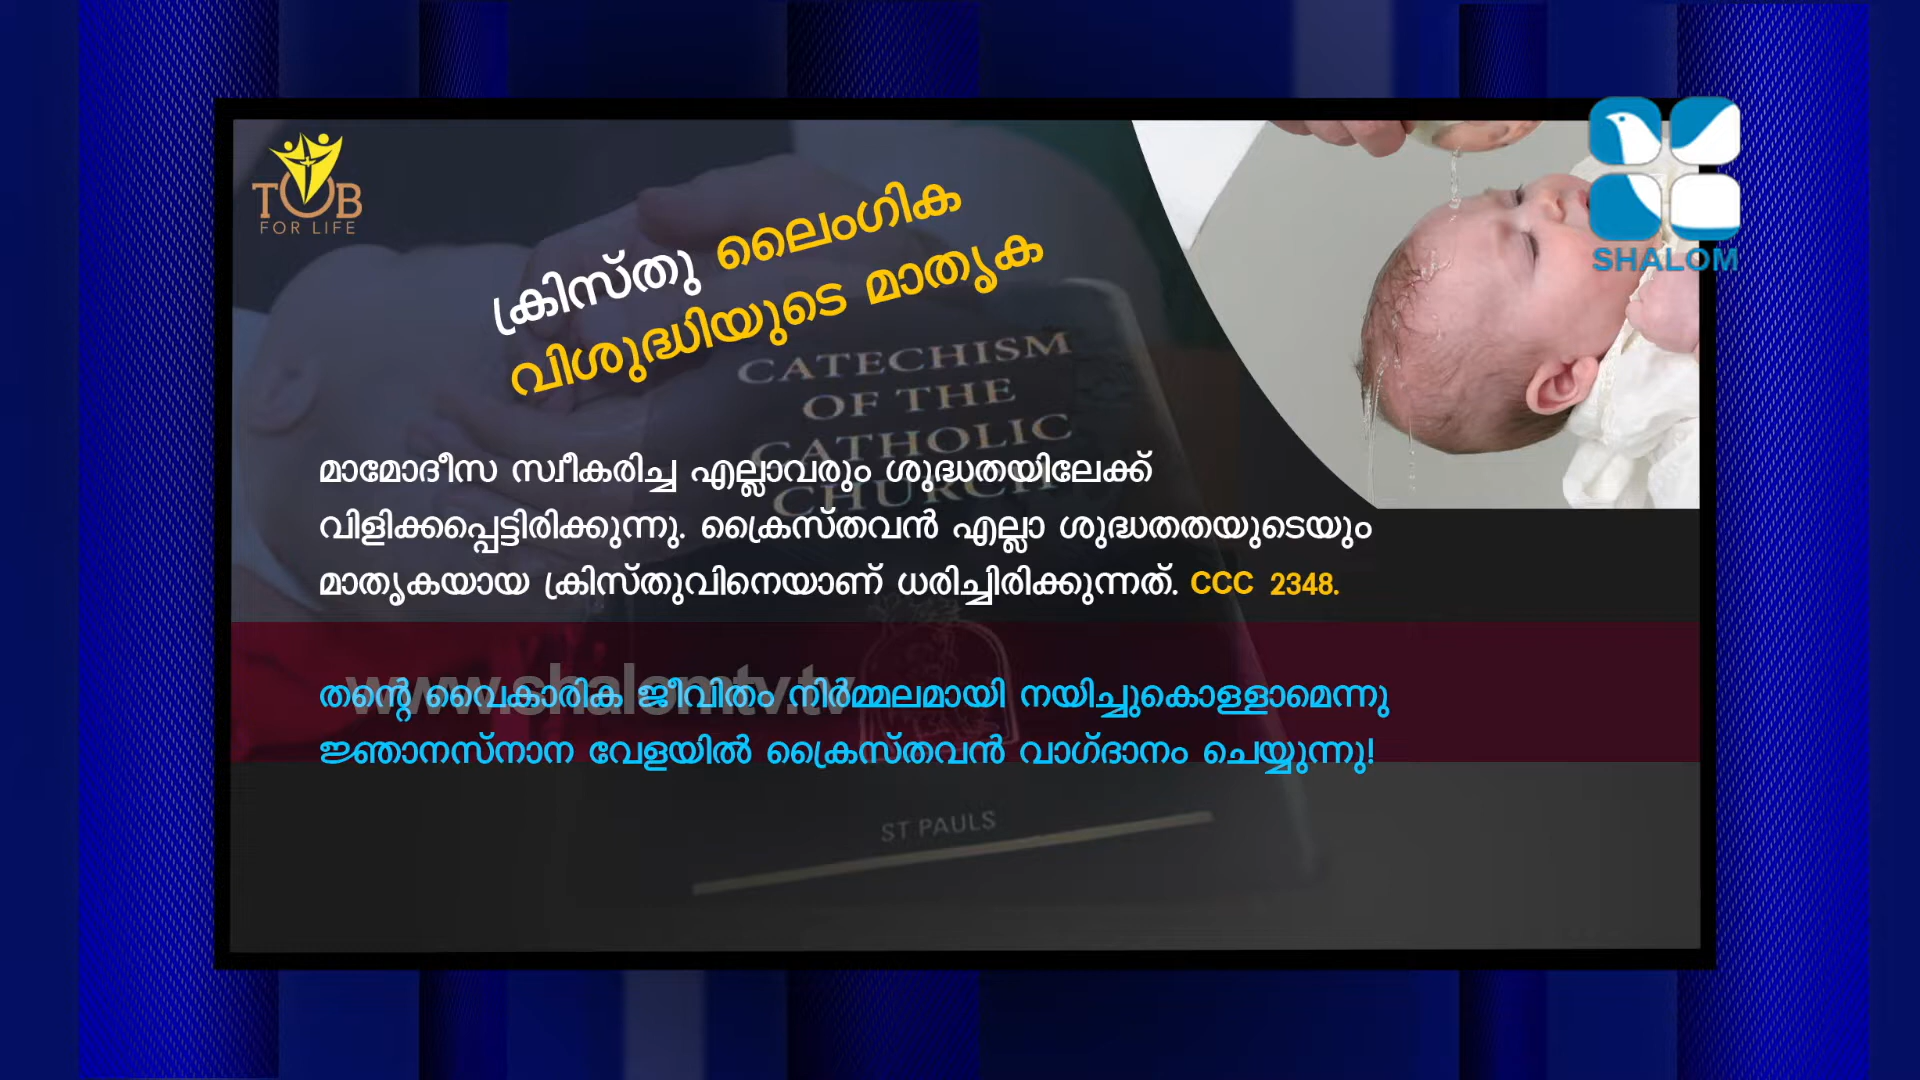 TOB
FOR LIFE
SHALOM
ക്രിസ്തു ലൈംഗിക
വിശുദ്ധിയുടെ മാതൃക
CATECHISM
OF THE
CATHOLIC
CHURCH
മാമോദീസ സ്വീകരിച്ച എല്ലാവരും ശുദ്ധതയിലേക്ക്
വിളിക്കപ്പെട്ടിരിക്കുന്നു. ക്രൈസ്തവൻ എല്ലാ ശുദ്ധതതയുടെയും
മാതൃകയായ ക്രിസ്തുവിനെയാണ് ധരിച്ചിരിക്കുന്നത്. CCC 2348.
www.shalomtv.tv
തന്റെ വൈകാരിക ജീവിതം നിർമ്മലമായി നയിച്ചുകൊള്ളാമെന്നു
ജ്ഞാനസ്നാന വേളയിൽ ക്രൈസ്തവൻ വാഗ്ദാനം ചെയ്യുന്നു!
ST PAULS